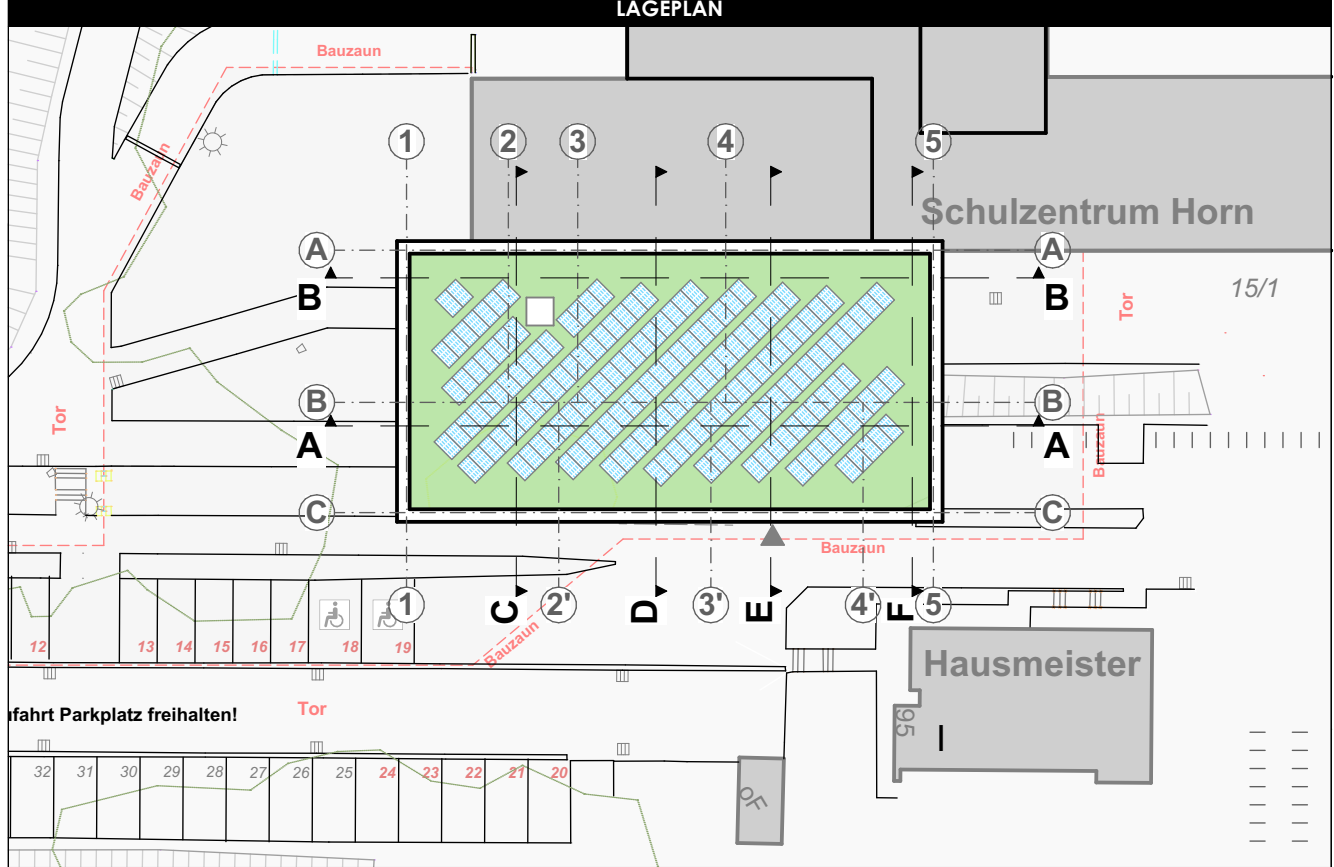 LAGEPLAN
Bauzaun
1
2
3
4
5
Bauzaun
Schulzentrum Horn
A
A
B
B
15/1
Tor
B
B
Tor
A
A
Bauzaun
C
C
Bauzaun
1
C
2'
D
3'
E
4'
F
5
Bauzaun
12
13
14
15
16
17
18
19
Hausmeister
95
I
ufahrt Parkplatz freihalten!
Tor
32
31
30
29
28
27
26
25
24
23
22
21
20
oF